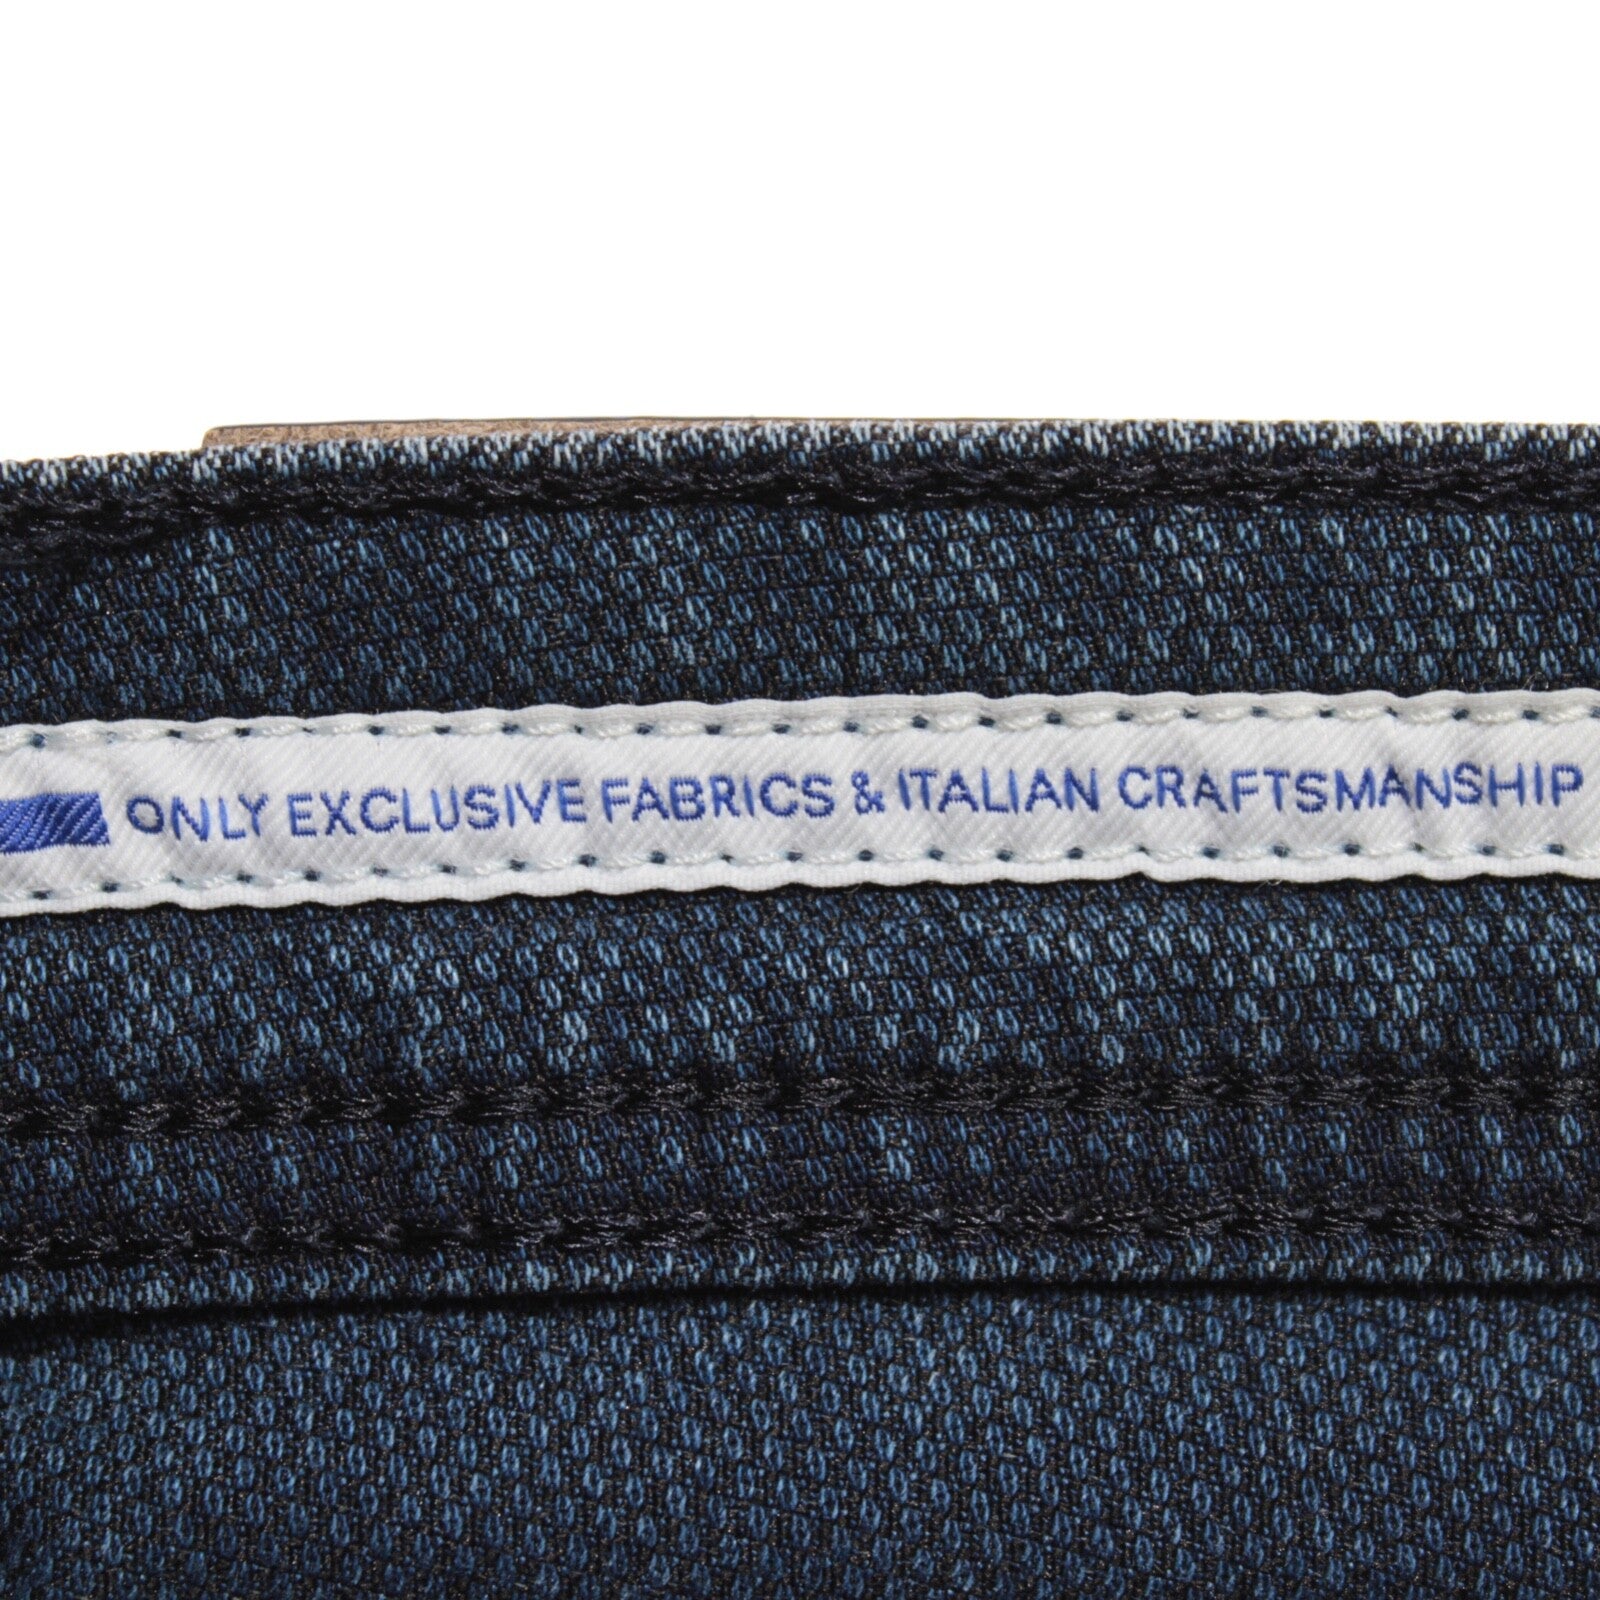 ONLY EXCLUSIVE FABRICS & ITALIAN CRAFTSMANSHIP